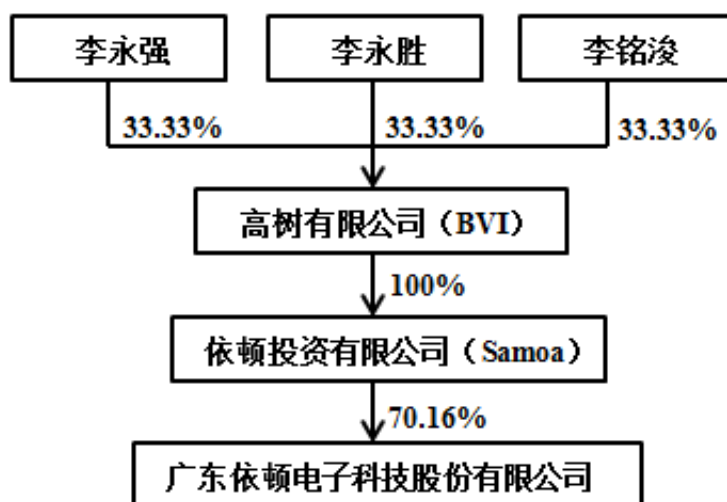 李永强 李永胜 李铭浚
33.33% 33.33% 33.33%
高树有限公司（BVI）
100%
依顿投资有限公司（Samoa）
70.16%
广东依顿电子科技股份有限公司